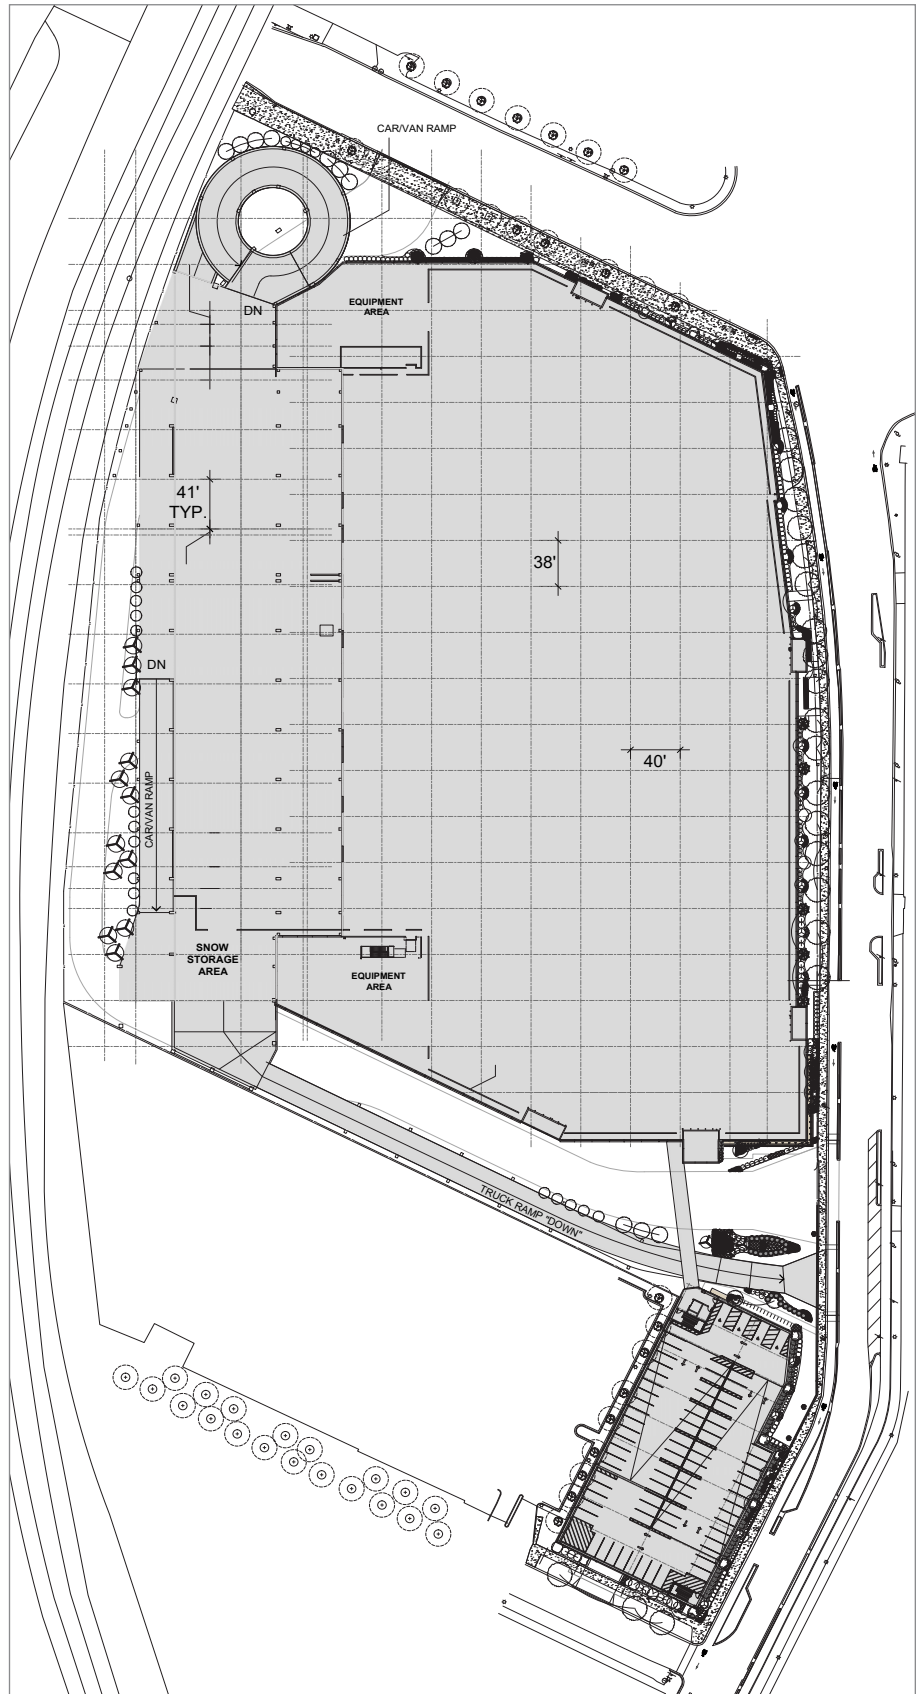 CAR/VAN RAMP
DN
EQUIPMENT
AREA
41'
TYP.
38'
DN
40'
CAR/VAN RAMP
SNOW
STORAGE
AREA
EQUIPMENT
AREA
TRUCK RAMP "DOWN"